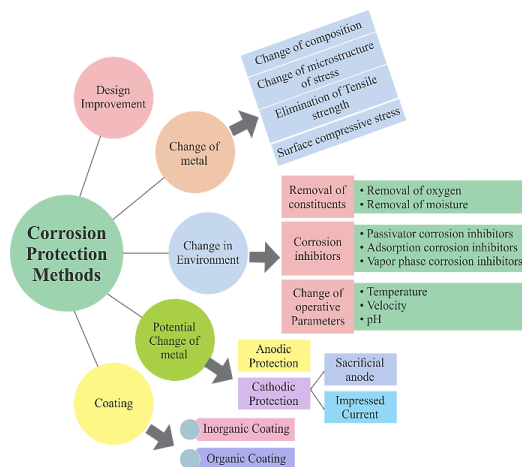 Corrosion
Protection
Methods
Design
Improvement
Change of
metal
Change of composition
Change of microstructure
of stress
Elimination of Tensile
strength
Surface compressive stress
Change in
Environment
Removal of
constituents
• Removal of oxygen
• Removal of moisture
Corrosion
inhibitors
• Passivator corrosion inhibitors
• Adsorption corrosion inhibitors
• Vapor phase corrosion inhibitors
Change of
operative
Parameters
• Temperature
• Velocity
• pH
Potential
Change of
metal
Anodic
Protection
Cathodic
Protection
Sacrificial
anode
Impressed
Current
Coating
Inorganic Coating
Organic Coating